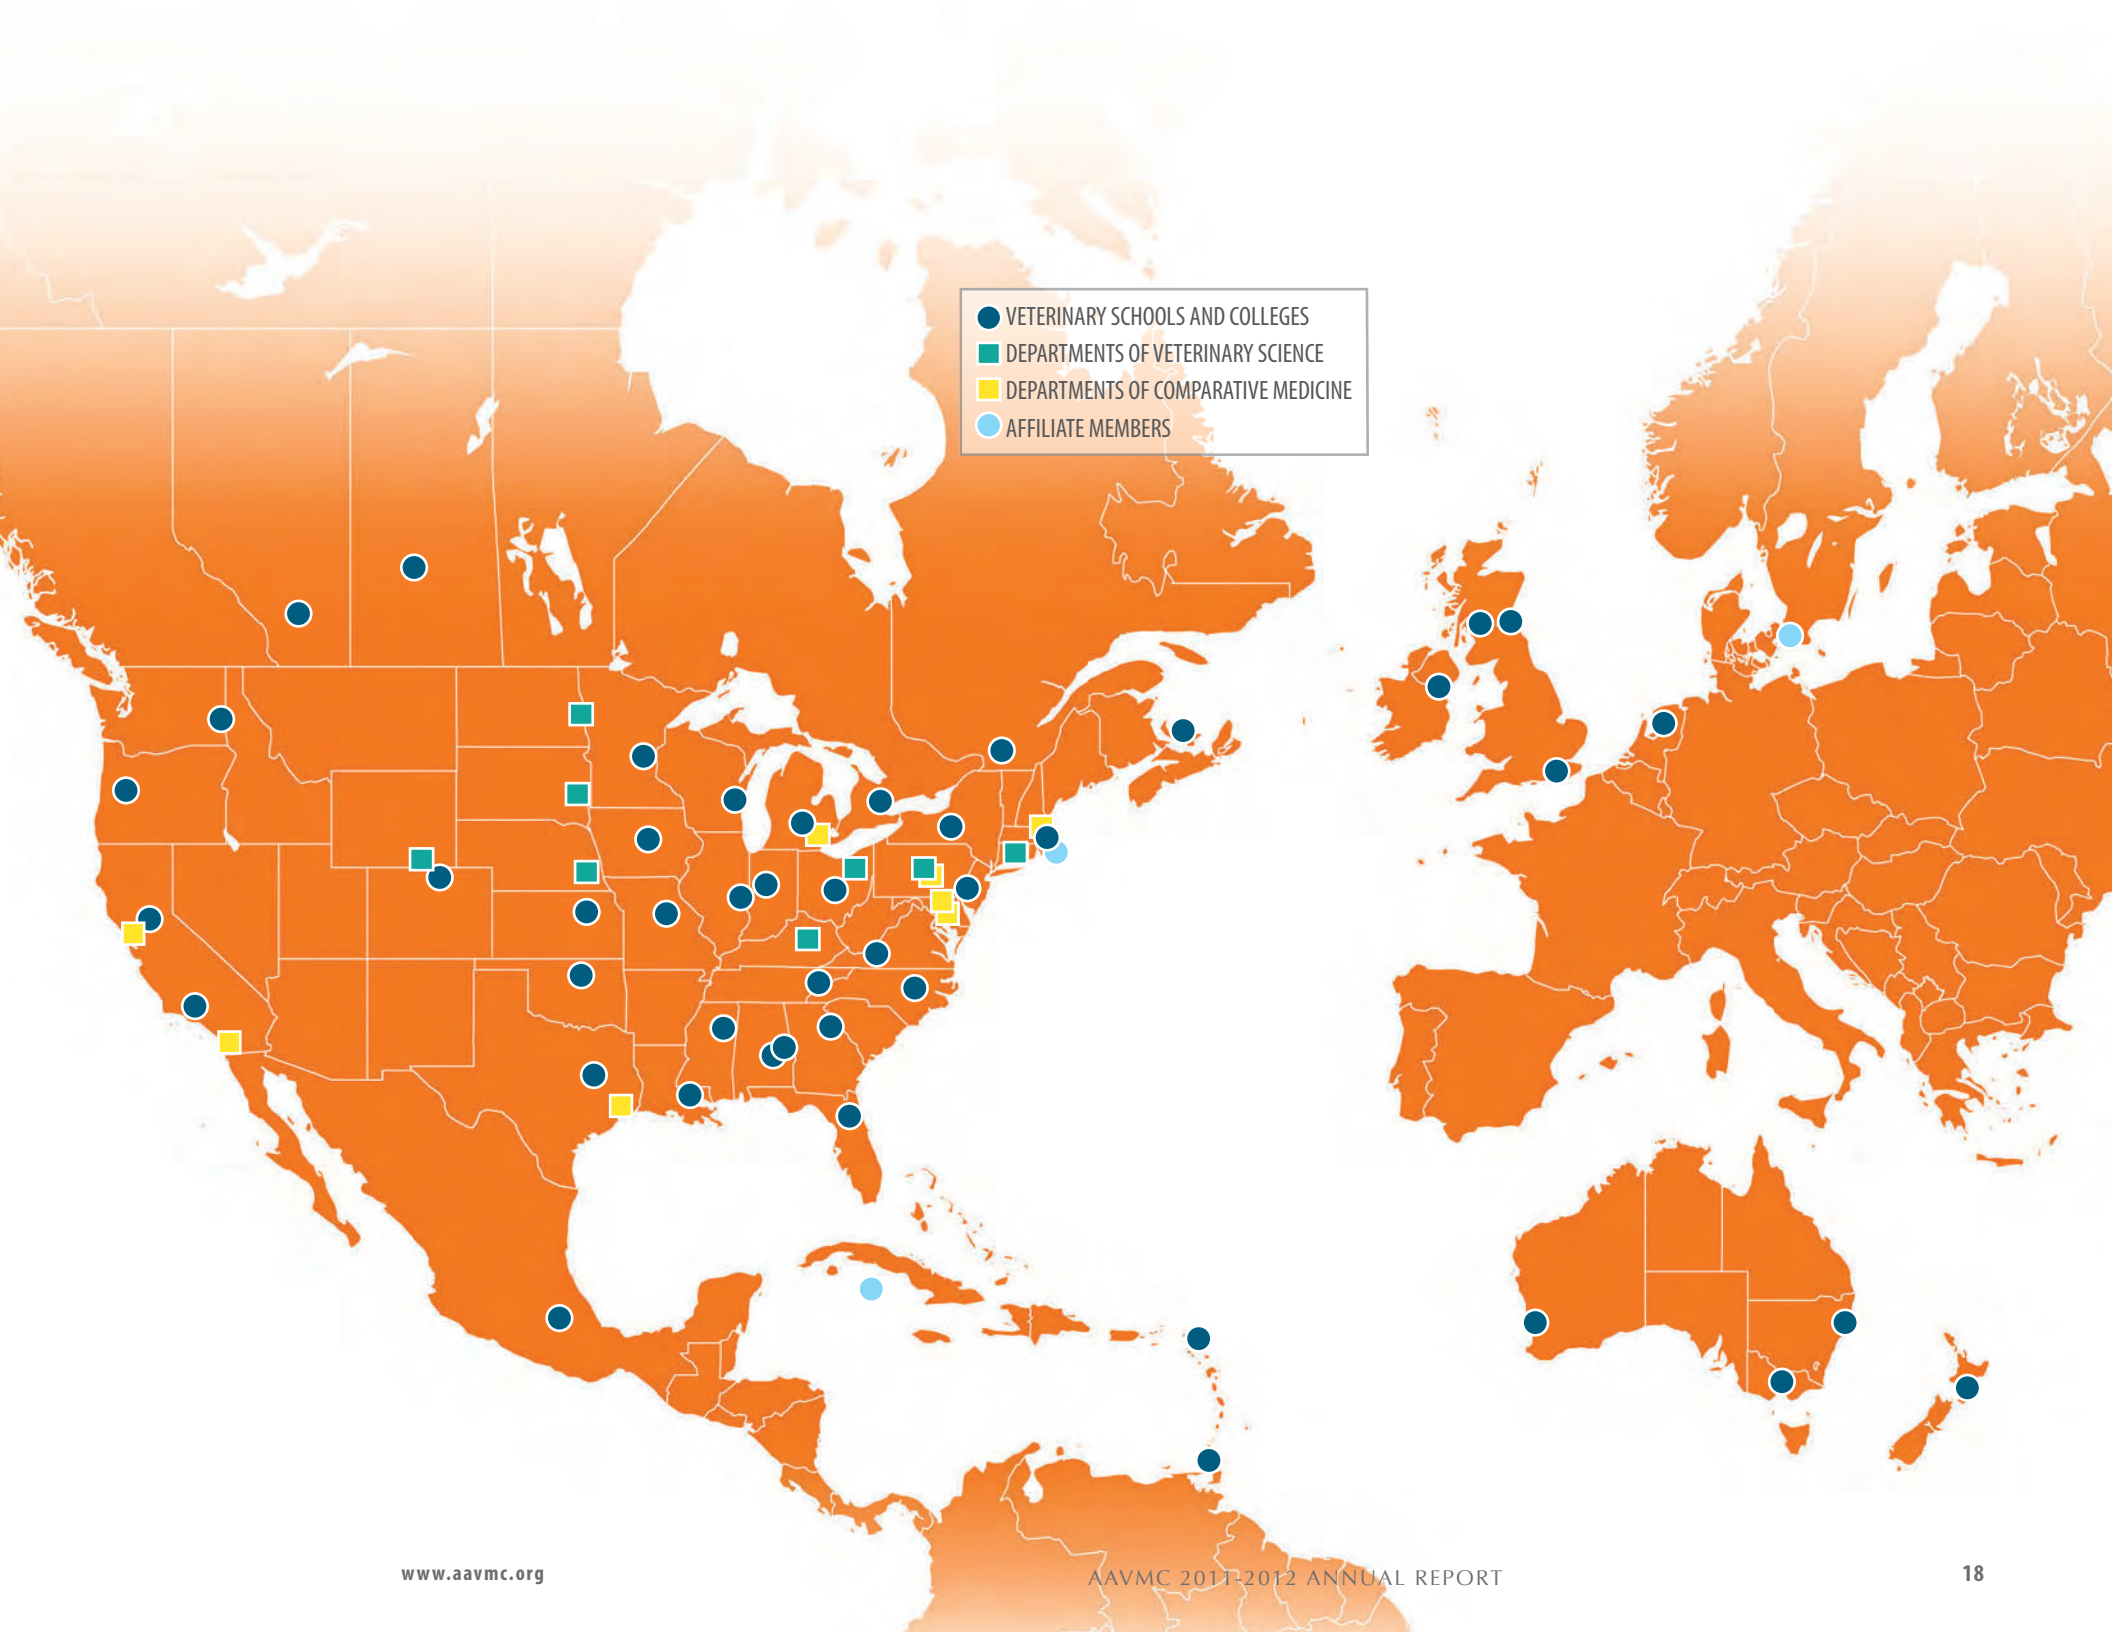 VETERINARY SCHOOLS AND COLLEGES
DEPARTMENTS OF VETERINARY SCIENCE
DEPARTMENTS OF COMPARATIVE MEDICINE
AFFILIATE MEMBERS
www.aavmc.org
AAVMC 2011-2012 ANNUAL REPORT
18